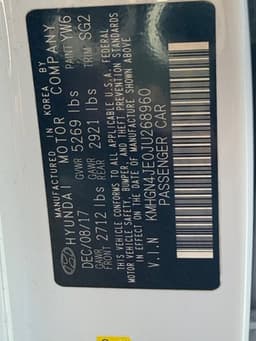 MANUFACTURED IN KOREA BY
HYUNDAI MOTOR COMPANY
DEC/08/17 GVWR 5269 lbs PAINT YW6
GAWR FRONT 2712 lbs GAWR REAR 2921 lbs TRIM SG2
THIS VEHICLE CONFORMS TO ALL APPLICABLE U.S.A. FEDERAL
MOTOR VEHICLE SAFETY, BUMPER, AND THEFT PREVENTION STANDARDS
IN EFFECT ON THE DATE OF MANUFACTURE SHOWN ABOVE
V.I.N KMHGN4JE0JU268960
PASSENGER CAR